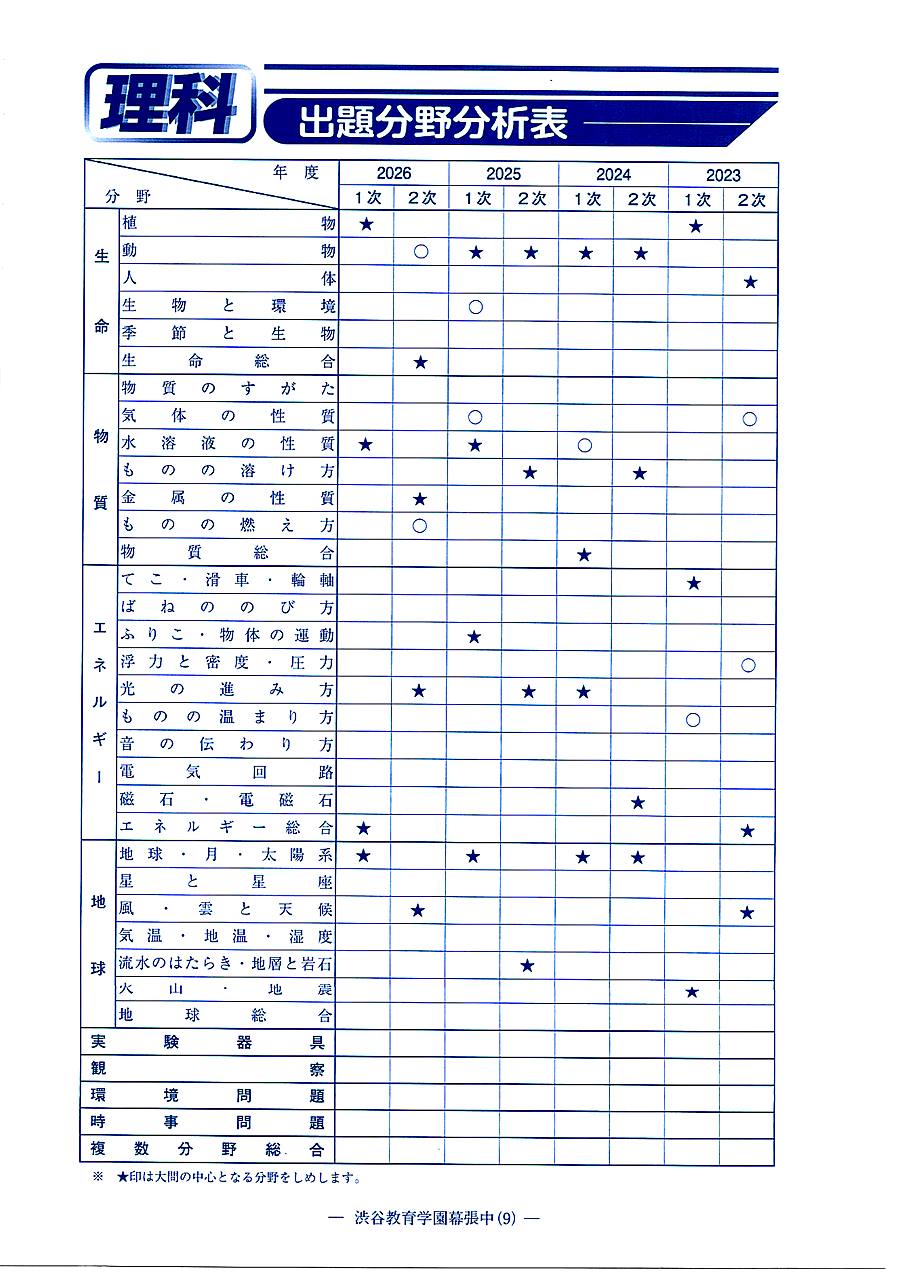 理科
出題分野分析表
年度 2026 2025 2024 2023
分野 1次 2次 1次 2次 1次 2次 1次 2次
生命
植物 ★ ★
動物 ○ ★ ★ ★ ★
人体 ★
生物と環境 ○
季節と生物
生命総合 ★
物質
物質のすがた
気体の性質 ○ ○
水溶液の性質 ★ ★ ○
ものの溶け方 ★ ★
金属の性質 ★
ものの燃え方 ○
物質総合 ★
エネルギー
てこ・滑車・輪軸 ★
ばねののび方
ふりこ・物体の運動 ★
浮力と密度・圧力 ○
光の進み方 ★ ★ ★
ものの温まり方 ○
音の伝わり方
電気回路
磁石・電磁石 ★
エネルギー総合 ★ ★
地球
地球・月・太陽系 ★ ★ ★ ★
星と星座
風・雲と天候 ★ ★
気温・地温・湿度
流水のはたらき・地層と岩石 ★
火山・地震 ★
地球総合
実験器具
観察
環境問題
時事問題
複数分野総合
※ ★印は大問の中心となる分野をしめします。
― 渋谷教育学園幕張中(9) ―